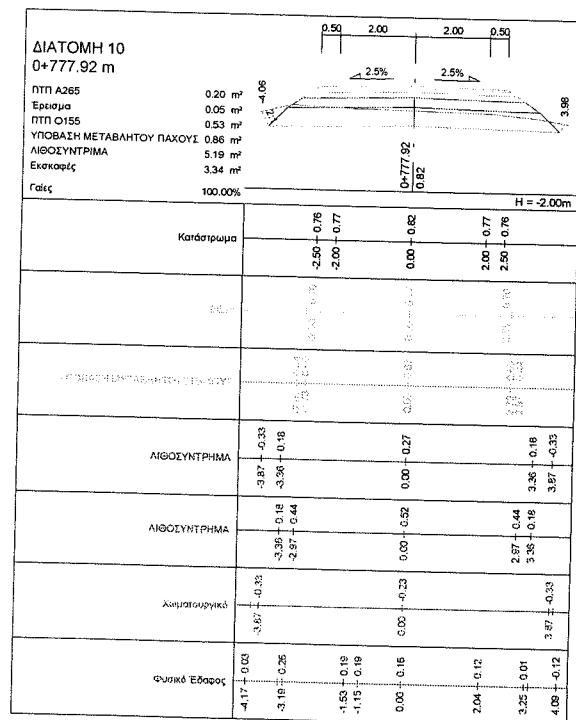 ΔΙΑΤΟΜΗ 10
0+777.92 m
ΠΤΠ Α265 0.20 m²
Έρεισμα 0.05 m²
ΠΤΠ Ο155 0.53 m²
ΥΠΟΒΑΣΗ ΜΕΤΑΒΛΗΤΟΥ ΠΑΧΟΥΣ 0.86 m²
ΛΙΘΟΣΥΝΤΡΙΜΑ 5.19 m²
Εκσκαφές 3.34 m²
Γαίες 100.00%
0.50 2.00 2.00 0.50
2.5% 2.5%
-4.06
3.98
0+777.92
0.82
H = -2.00m
Κατάστρωμα
-2.50 0.76
-2.00 0.77
0.00 0.82
2.00 0.77
2.50 0.76
ΛΙΘΟΣΥΝΤΡΗΜΑ
-3.87 -0.33
-3.36 0.18
0.00 0.27
3.36 0.18
3.87 -0.33
ΛΙΘΟΣΥΝΤΡΗΜΑ
-3.36 0.18
-2.97 0.44
0.00 0.52
2.97 0.44
3.36 0.18
Χωματουργικά
-3.87 -0.33
0.00 -0.23
3.87 -0.33
Φυσικό Έδαφος
-4.17 0.03
-3.19 0.26
-1.53 0.19
-1.15 0.19
0.00 0.16
2.04 0.12
3.25 0.01
4.09 -0.12